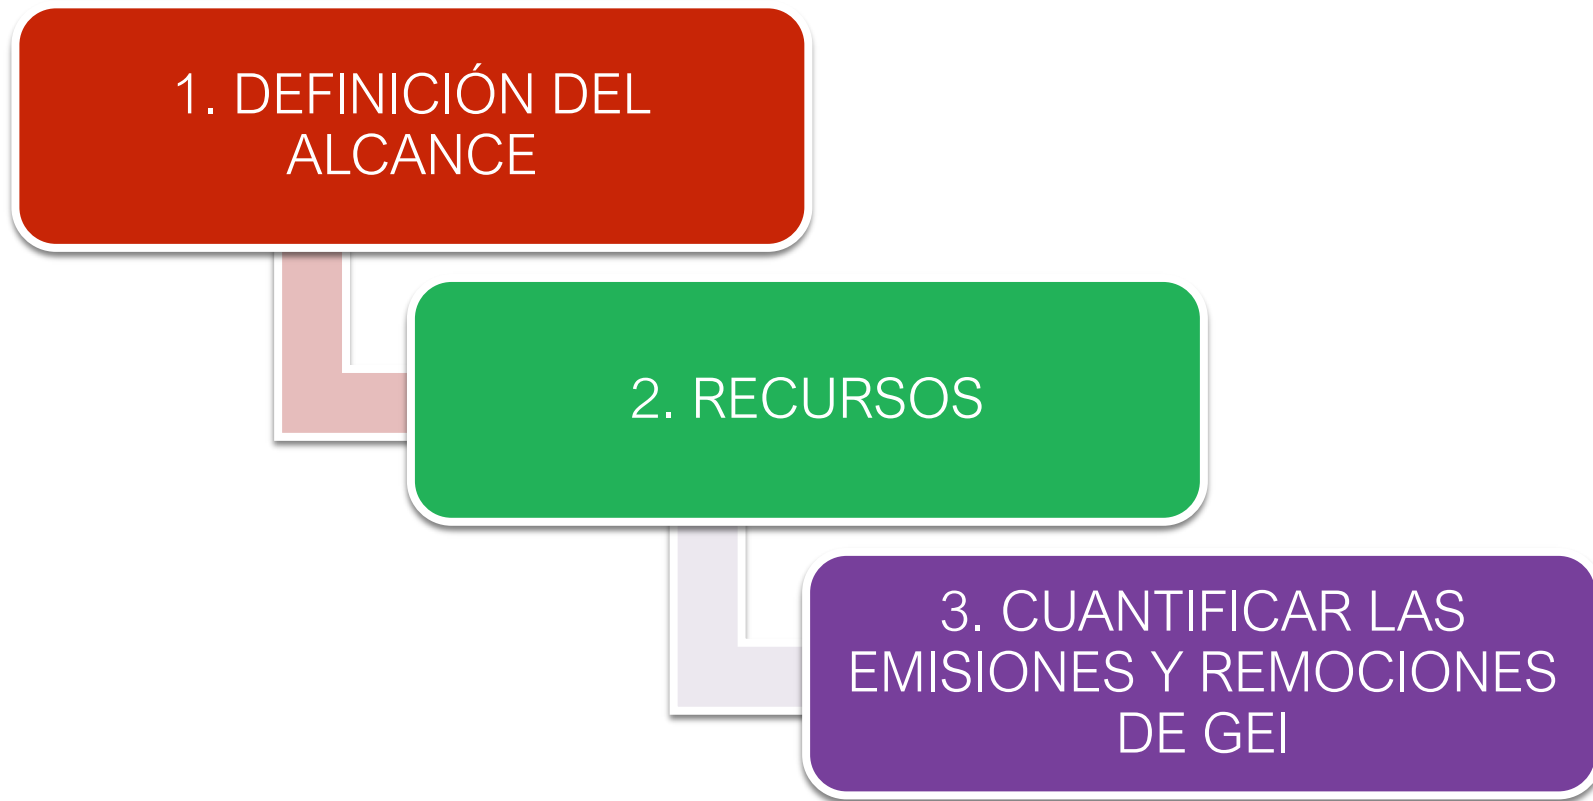 1. DEFINICIÓN DEL
ALCANCE
2. RECURSOS
3. CUANTIFICAR LAS
EMISIONES Y REMOCIONES
DE GEI